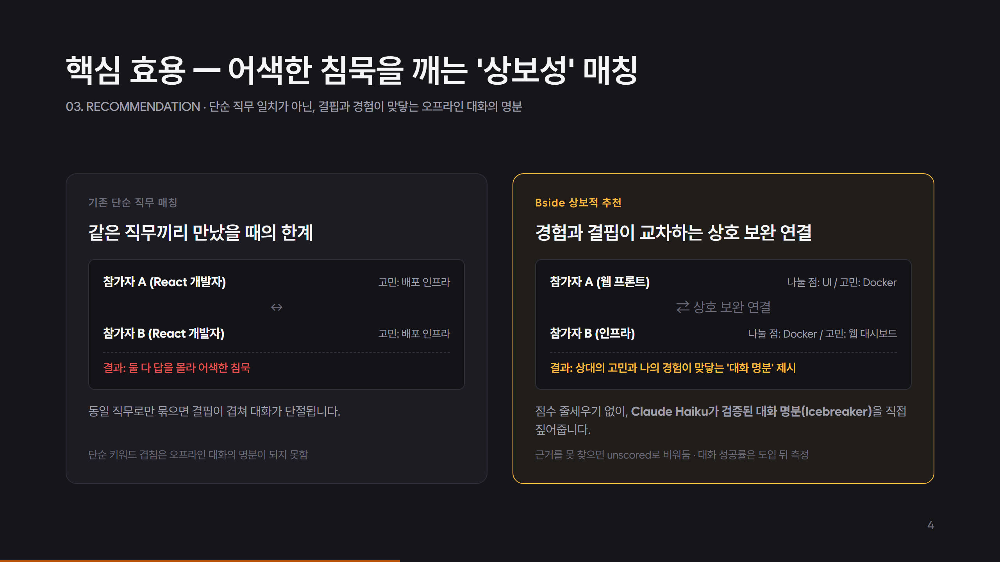 핵심 효용 — 어색한 침묵을 깨는 '상보성' 매칭
03. RECOMMENDATION · 단순 직무 일치가 아닌, 결핍과 경험이 맞닿는 오프라인 대화의 명분
기존 단순 직무 매칭
같은 직무끼리 만났을 때의 한계
참가자 A (React 개발자) 고민: 배포 인프라
↔
참가자 B (React 개발자) 고민: 배포 인프라
결과: 둘 다 답을 몰라 어색한 침묵
동일 직무로만 묶으면 결핍이 겹쳐 대화가 단절됩니다.
단순 키워드 겹침은 오프라인 대화의 명분이 되지 못함
Bside 상보적 추천
경험과 결핍이 교차하는 상호 보완 연결
참가자 A (웹 프론트) 나눌 점: UI / 고민: Docker
⇄ 상호 보완 연결
참가자 B (인프라) 나눌 점: Docker / 고민: 웹 대시보드
결과: 상대의 고민과 나의 경험이 맞닿는 '대화 명분' 제시
점수 줄세우기 없이, Claude Haiku가 검증된 대화 명분(Icebreaker)을 직접
짚어줍니다.
근거를 못 찾으면 unscored로 비워둠 · 대화 성공률은 도입 뒤 측정
4